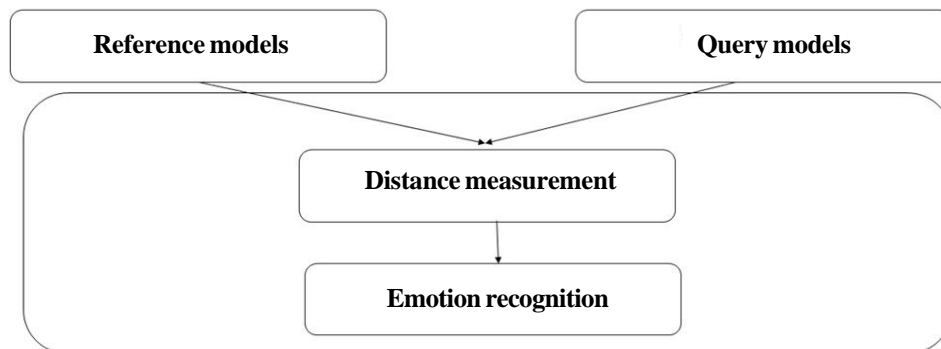 Reference models
Query models
Distance measurement
Emotion recognition